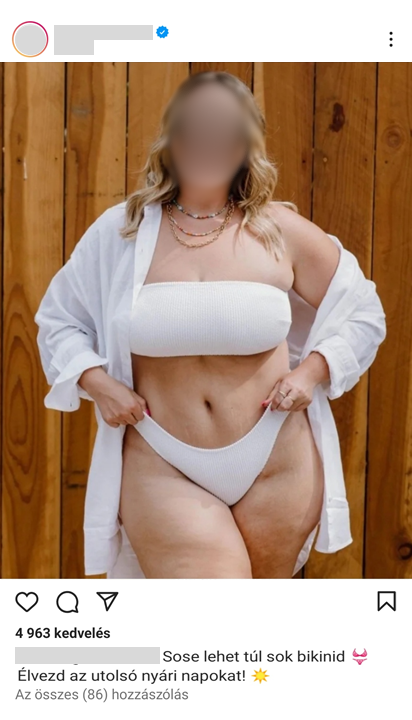 4 963 kedvelés
Sose lehet túl sok bikinid 👙
Élvezd az utolsó nyári napokat! ☀️
Az összes (86) hozzászólás